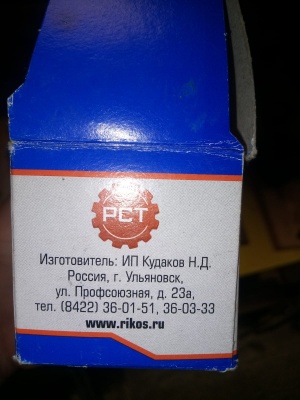 РСТ
Изготовитель: ИП Кудаков Н.Д.
Россия, г. Ульяновск,
ул. Профсоюзная, д. 23а,
тел. (8422) 36-01-51, 36-03-33
www.rikos.ru